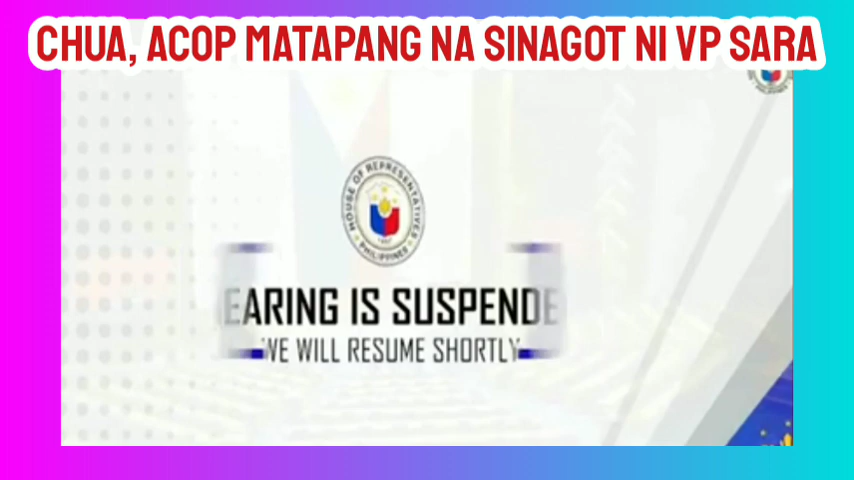 CHUA, ACOP MATAPANG NA SINAGOT NI VP SARA
HOUSE OF REPRESENTATIVES
PHILIPPINES
EARING IS SUSPENDE
WE WILL RESUME SHORTLY